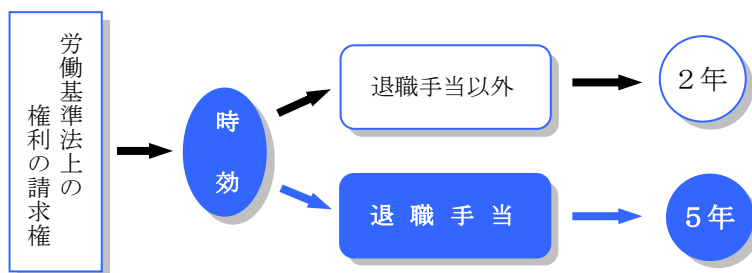 労働基準法上の
権利の請求権
時効
退職手当以外
2年
退職手当
5年